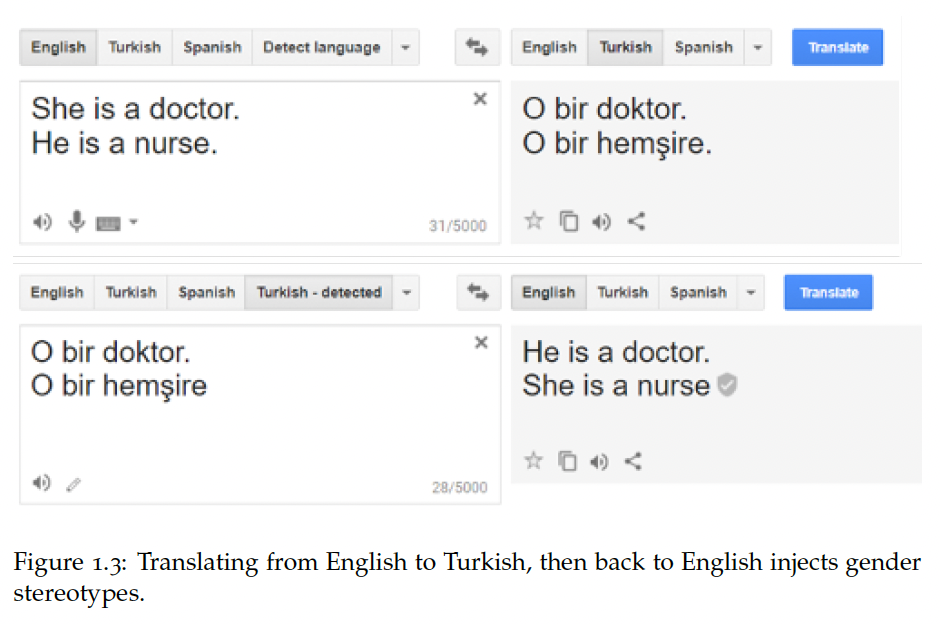 English Turkish Spanish Detect language English Turkish Spanish Translate
She is a doctor.
He is a nurse.
31/5000
O bir doktor.
O bir hemşire.
English Turkish Spanish Turkish - detected English Turkish Spanish Translate
O bir doktor.
O bir hemşire
28/5000
He is a doctor.
She is a nurse
Figure 1.3: Translating from English to Turkish, then back to English injects gender
stereotypes.